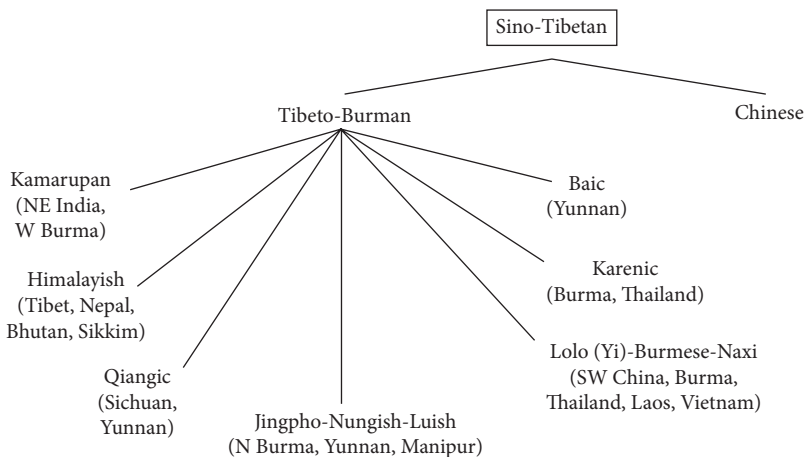 Sino-Tibetan
Tibeto-Burman
Chinese
Kamarupan
(NE India,
W Burma)
Baic
(Yunnan)
Himalayish
(Tibet, Nepal,
Bhutan, Sikkim)
Karenic
(Burma, Thailand)
Qiangic
(Sichuan,
Yunnan)
Lolo (Yi)-Burmese-Naxi
(SW China, Burma,
Thailand, Laos, Vietnam)
Jingpho-Nungish-Luish
(N Burma, Yunnan, Manipur)